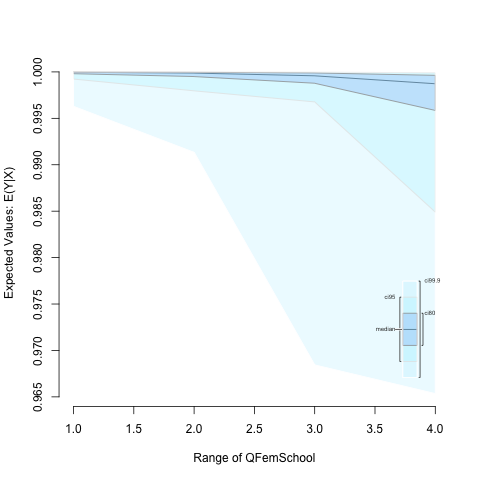 Expected Values: E(Y|X)
1.000
0.995
0.990
0.985
0.980
0.975
0.970
0.965
ci99.9
ci95
ci80
median
1.0 1.5 2.0 2.5 3.0 3.5 4.0
Range of QFemSchool